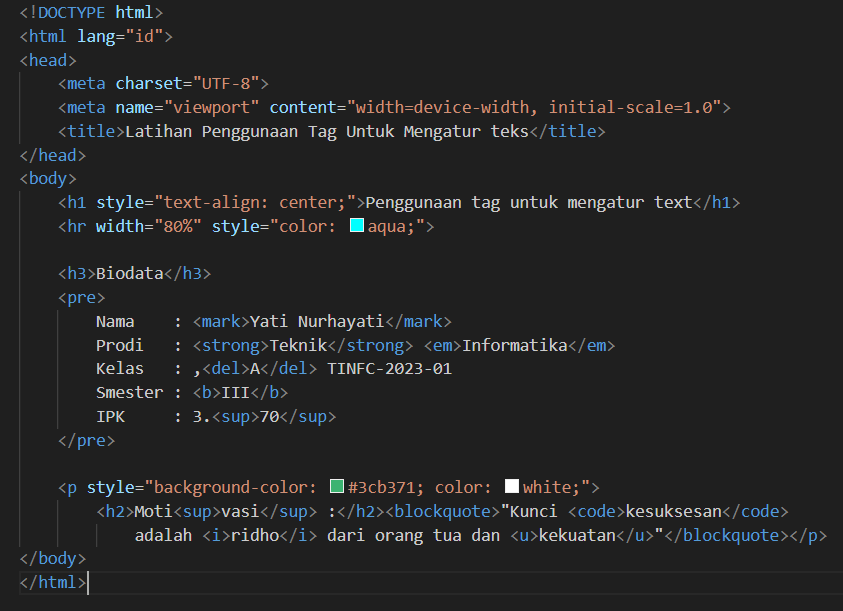 <!DOCTYPE html>
<html lang="id">
<head>
    <meta charset="UTF-8">
    <meta name="viewport" content="width=device-width, initial-scale=1.0">
    <title>Latihan Penggunaan Tag Untuk Mengatur teks</title>
</head>
<body>
    <h1 style="text-align: center;">Penggunaan tag untuk mengatur text</h1>
    <hr width="80%" style="color: aqua;">

    <h3>Biodata</h3>
    <pre>
        Nama    : <mark>Yati Nurhayati</mark>
        Prodi   : <strong>Teknik</strong> <em>Informatika</em>
        Kelas   : ,<del>A</del> TINFC-2023-01
        Smester : <b>III</b>
        IPK     : 3.<sup>70</sup>
    </pre>

    <p style="background-color: #3cb371; color: white;">
        <h2>Moti<sup>vasi</sup> :</h2><blockquote>"Kunci <code>kesuksesan</code>
            adalah <i>ridho</i> dari orang tua dan <u>kekuatan</u>"</blockquote></p>
</body>
</html>